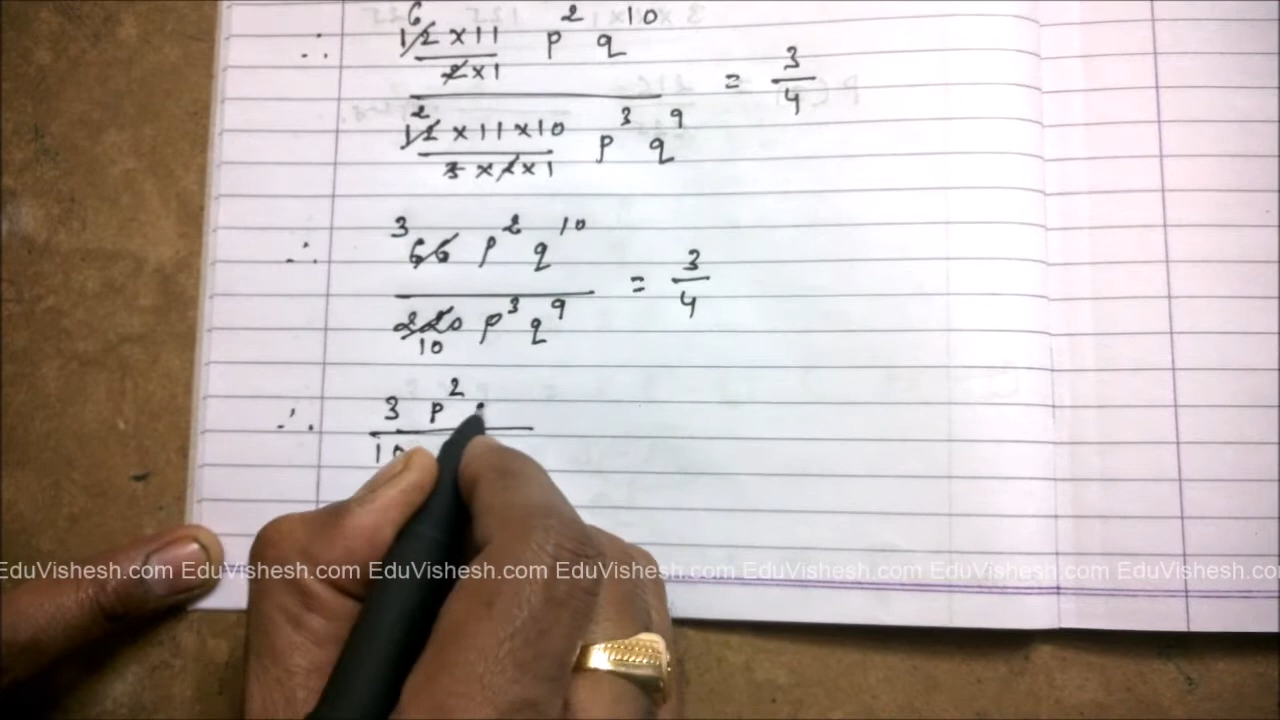 ∴ 6 12 × 11 p² q¹⁰
2 × 1
= 3/4
2 12 × 11 × 10 p³ q⁹
3 × 2 × 1
∴ 3 66 p² q¹⁰ = 3/4
220 p³ q⁹
10
∴ 3 p²
10
EduVishesh.com EduVishesh.com EduVishesh.com EduVishesh.com EduVishesh.com EduVishesh.com EduVishesh.com